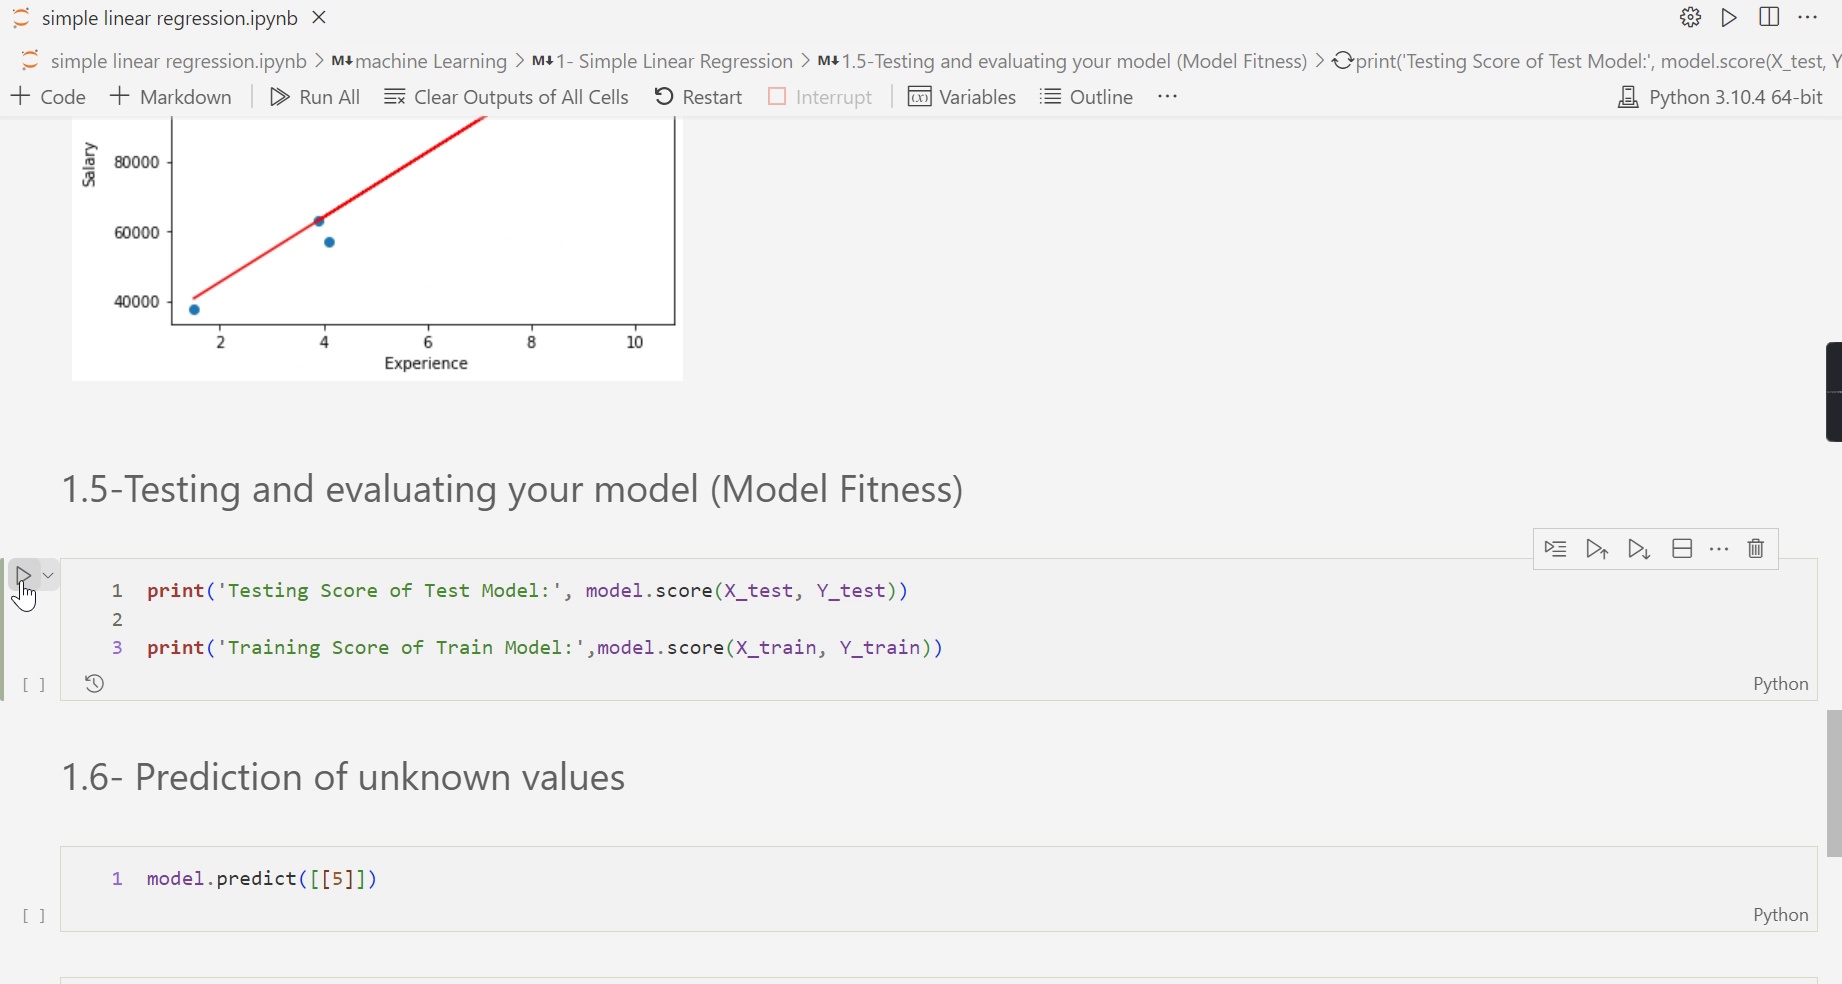 simple linear regression.ipynb
simple linear regression.ipynb > M↓ machine Learning > M↓ 1- Simple Linear Regression > M↓ 1.5-Testing and evaluating your model (Model Fitness) > print('Testing Score of Test Model:', model.score(X_test, Y
+ Code + Markdown | Run All Clear Outputs of All Cells Restart Interrupt | (x) Variables Outline ... Python 3.10.4 64-bit
Salary
80000
60000
40000
2 4 6 8 10
Experience
1.5-Testing and evaluating your model (Model Fitness)
1 print('Testing Score of Test Model:', model.score(X_test, Y_test))
2
3 print('Training Score of Train Model:',model.score(X_train, Y_train))
[ ] Python
1.6- Prediction of unknown values
1 model.predict([[5]])
[ ] Python